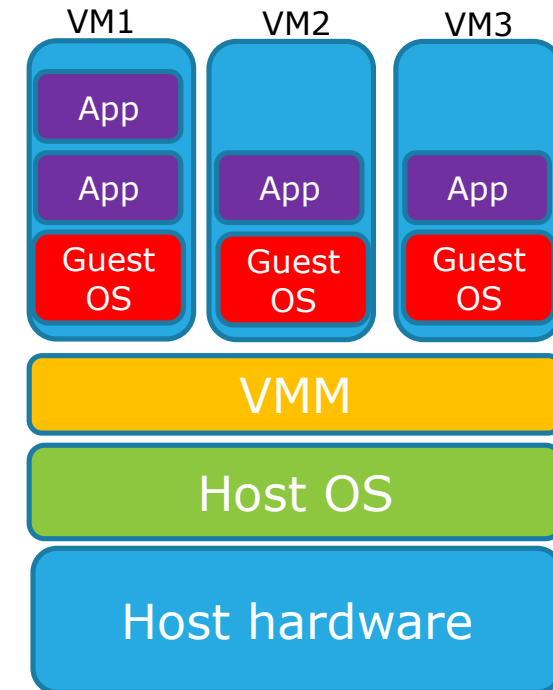 VM1 VM2 VM3
App
App App App
Guest OS Guest OS Guest OS
VMM
Host OS
Host hardware